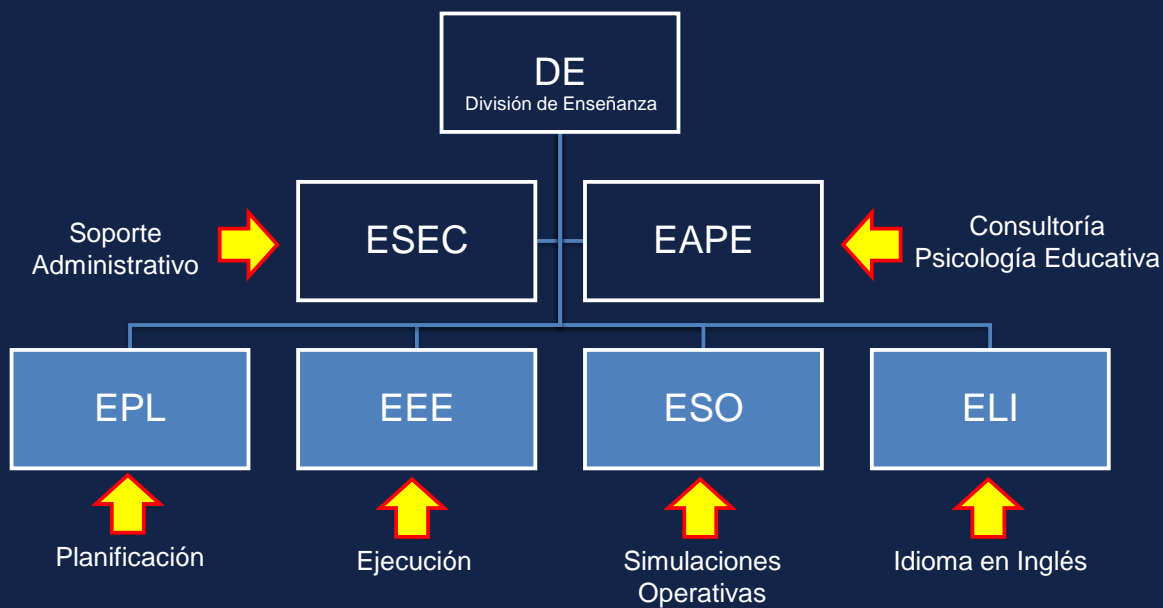 DE
División de Enseñanza
Soporte
Administrativo
ESEC
EAPE
Consultoría
Psicología Educativa
EPL
EEE
ESO
ELI
Planificación
Ejecución
Simulaciones
Operativas
Idioma en Inglés